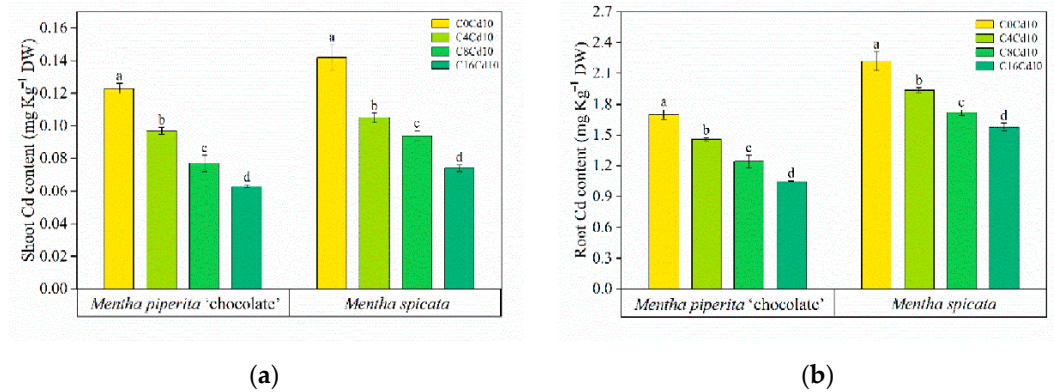 Shoot Cd content (mg Kg⁻¹ DW)
0.16
0.14
0.12
0.10
0.08
0.06
0.04
0.02
0.00
C0Cd10
C4Cd10
C8Cd10
C16Cd10
a
b
c
d
a
b
c
d
Mentha piperita ‘chocolate’
Mentha spicata
(a)
Root Cd content (mg Kg⁻¹ DW)
2.7
2.4
2.1
1.8
1.5
1.2
0.9
0.6
0.3
0.0
C0Cd10
C4Cd10
C8Cd10
C16Cd10
a
b
c
d
a
b
c
d
Mentha piperita ‘chocolate’
Mentha spicata
(b)